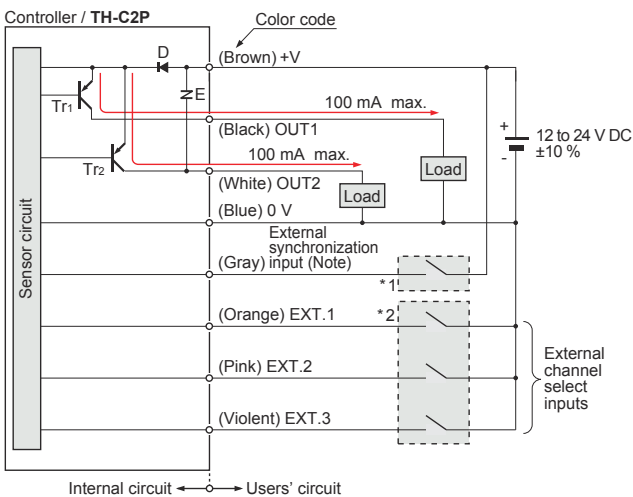 Controller / TH-C2P
Color code
D
(Brown) +V
Tr1
E
100 mA max.
(Black) OUT1
+
12 to 24 V DC
±10 %
-
Tr2
100 mA max.
Load
(White) OUT2
Load
(Blue) 0 V
Sensor circuit
External
synchronization
(Gray) input (Note)
*1
(Orange) EXT.1
*2
(Pink) EXT.2
External
channel
select
inputs
(Violent) EXT.3
Internal circuit
Users' circuit